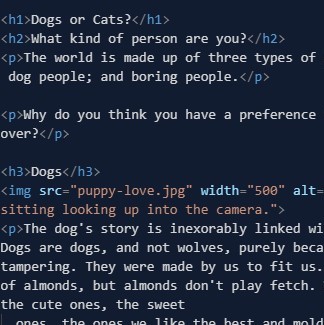 <h1>Dogs or Cats?</h1>
<h2>What kind of person are you?</h2>
<p>The world is made up of three types of
dog people; and boring people.</p>
<p>Why do you think you have a preference
over?</p>
<h3>Dogs</h3>
<img src="puppy-love.jpg" width="500" alt=
sitting looking up into the camera.">
<p>The dog's story is inexorably linked wi
Dogs are dogs, and not wolves, purely beca
tampering. They were made by us to fit us.
of almonds, but almonds don't play fetch.
the cute ones, the sweet
ones, the ones we like the best and mold